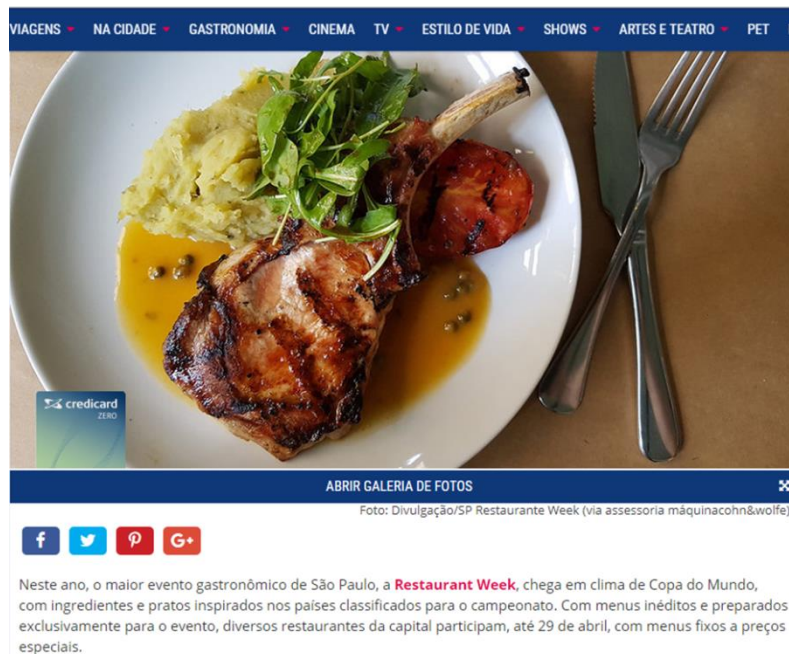 VIAGENS NA CIDADE GASTRONOMIA CINEMA TV ESTILO DE VIDA SHOWS ARTES E TEATRO PET
credicard
ZERO
ABRIR GALERIA DE FOTOS
Foto: Divulgação/SP Restaurante Week (via assessoria máquinacohn&wolfe)
f G+
Neste ano, o maior evento gastronômico de São Paulo, a Restaurant Week, chega em clima de Copa do Mundo,
com ingredientes e pratos inspirados nos países classificados para o campeonato. Com menus inéditos e preparados
exclusivamente para o evento, diversos restaurantes da capital participam, até 29 de abril, com menus fixos a preços
especiais.